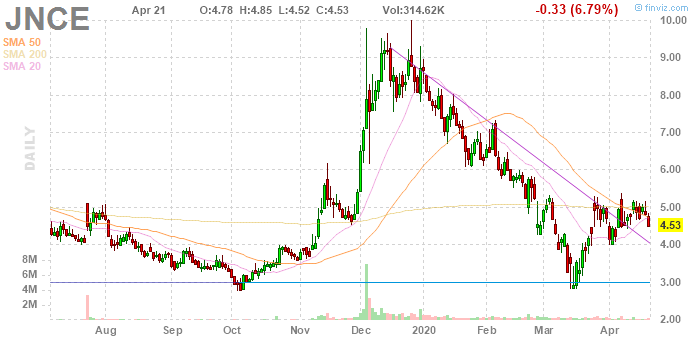 JNCE Apr 21 O:4.78 H:4.85 L:4.52 C:4.53 Vol:314.62K -0.33 (6.79%) © finviz.com
SMA 50
SMA 200
SMA 20
DAILY
10.00
9.00
8.00
7.00
6.00
5.00
4.53
4.00
3.00
2.00
8M
6M
4M
2M
Aug Sep Oct Nov Dec 2020 Feb Mar Apr